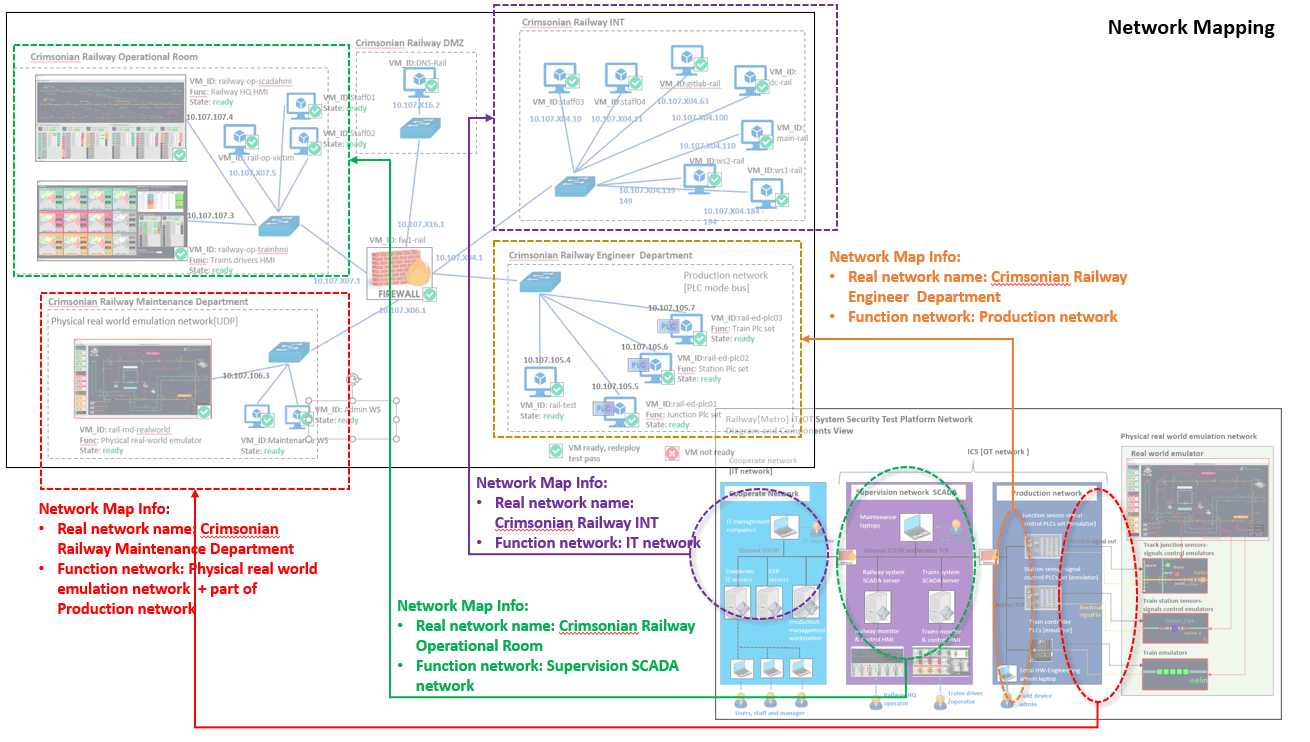 Network Mapping
Crimsonian Railway INT
Crimsonian Railway DMZ
Crimsonian Railway Operational Room
VM_ID: railway-op-scadahmi
Func: Railway HQ HMI
State: ready
VM_ID:Staff01
State: ready
10.107.107.4
VM_ID:Staff02
State: ready
VM_ID: rail-op-victim
10.107.X07.5
10.107.107.3
VM_ID: railway-op-trainhmi
Func: Trains drivers HMI
State: ready
VM_ID:DNS-Rail
10.107.X16.2
10.107.X16.1
VM_ID: fw1-rail
FIREWALL
10.107.X04.1
10.107.X07.1
10.107.X06.1
VM_ID:staff03
10.107.X04.10
VM_ID:staff04
10.107.X04.21
VM_ID:gitlab-rail
10.107.X04.63
VM_ID:
dc-rail
10.107.X04.100
VM_ID:
main-rail
10.107.X04.110
VM_ID:ws2-rail
10.107.X04.139 -
149
VM_ID:ws1-rail
10.107.X04.184 -
194
Crimsonian Railway Engineer Department
Production network
[PLC mode bus]
10.107.105.7
PLC
VM_ID:rail-ed-plc03
Func: Train Plc set
State: ready
10.107.105.6
PLC
VM_ID:rail-ed-plc02
Func: Station Plc set
State: ready
10.107.105.4
VM_ID: rail-test
State: ready
10.107.105.5
PLC
VM_ID:rail-ed-plc01
Func: Junction Plc set
State: ready
VM ready, redeploy
test pass
VM not ready
Crimsonian Railway Maintenance Department
Physical real world emulation network[UDP]
10.107.106.3
VM_ID: rail-md-realworld
Func: Physical real-world emulator
State: ready
VM_ID: Admin WS
State: ready
VM_ID:Maintenance WS
State: ready
Network Map Info:
• Real network name: Crimsonian Railway
Engineer Department
• Function network: Production network
Network Map Info:
• Real network name:
Crimsonian Railway INT
• Function network: IT network
Network Map Info:
• Real network name: Crimsonian
Railway Maintenance Department
• Function network: Physical real world
emulation network + part of
Production network
Network Map Info:
• Real network name: Crimsonian Railway
Operational Room
• Function network: Supervision SCADA
network
Railway[Metro] IT/OT System Security Test Platform Network
Diagram and Components View
Cooperate network
[IT network]
ICS [OT network ]
Physical real world emulation network
Cooperate Network
IT management
computers
Ethernet TCP/IP
Cooperate
IT servers
ERP
servers
Production
management
workstation
Users, staff and manager
Supervision network SCADA
Maintenance
laptops
Ethernet TCP/IP and Modbus TCP
Railway system
SCADA server
Trains system
SCADA server
Railway monitor
& control HMI
Trains monitor
& control HMI
Railway HQ
operator
Trains driver
/operator
Production network
Junction sensor-signal
control PLCs set [emulator]
Electrical signal out
Station sensor-signal
control PLCs set [emulator]
Electrical
signal in
Train controller
PLCs [emulator]
Local HW-Engineering
admin laptop
Field device
admin
Real world emulator
Track junction sensors-
signals control emulators
Train station sensors-
signals control emulators
Train emulators